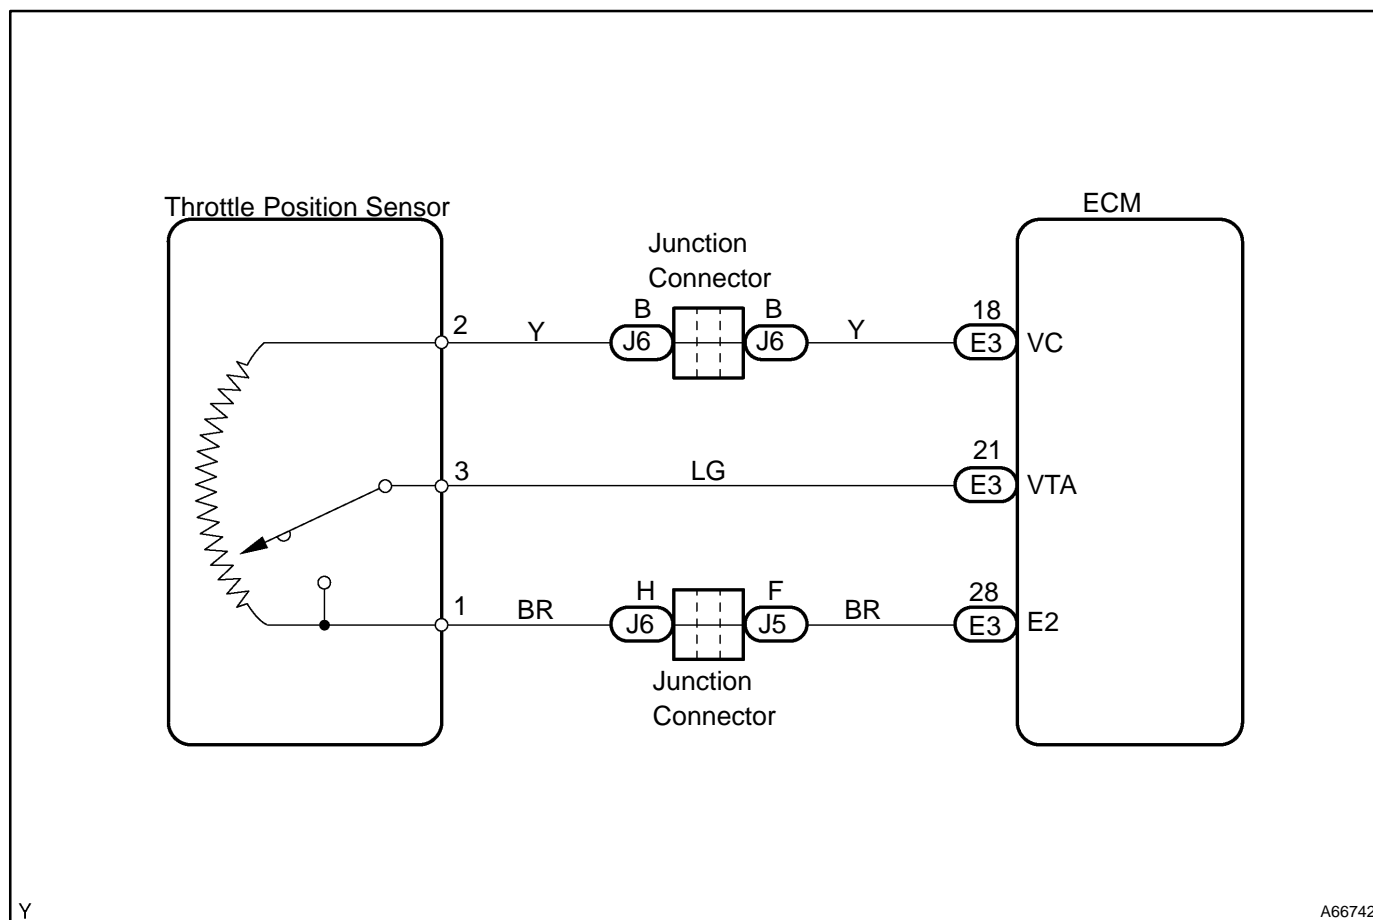 Throttle Position Sensor
ECM
Junction
Connector
2
Y
B
J6
B
J6
Y
18
E3
VC
3
LG
21
E3
VTA
1
BR
H
J6
F
J5
BR
28
E3
E2
Junction
Connector
Y
A66742